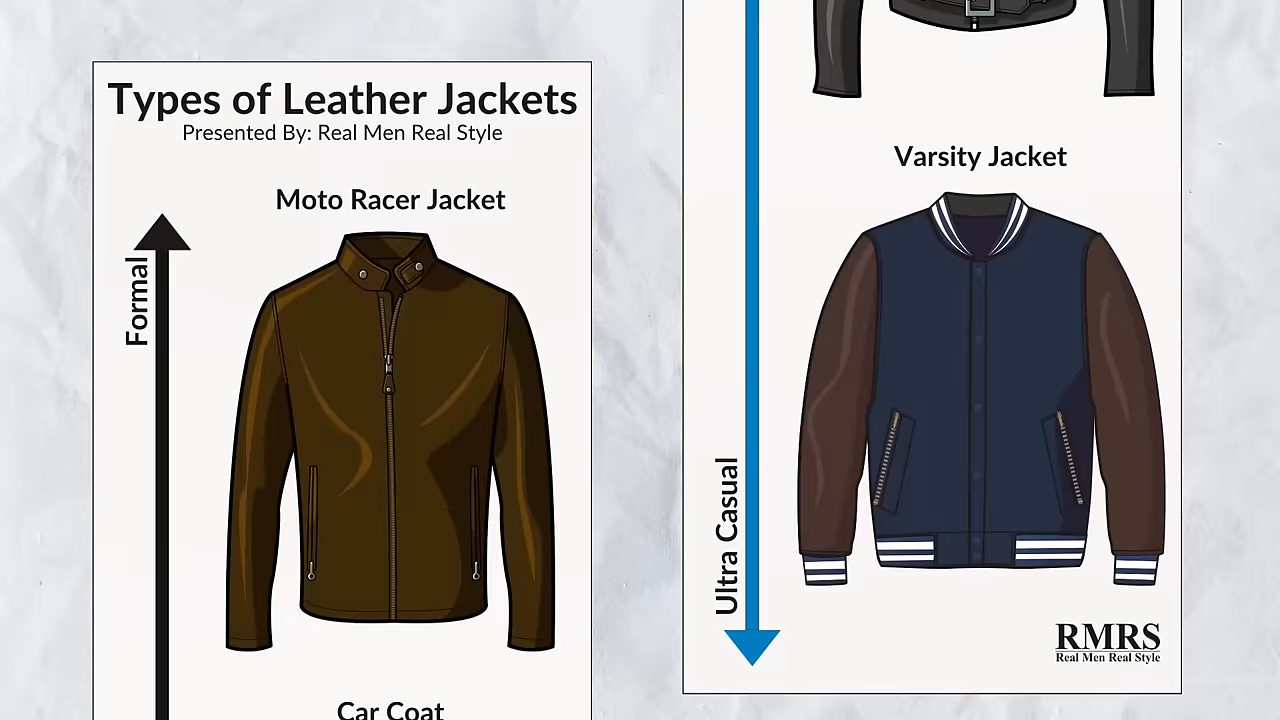 Types of Leather Jackets
Presented By: Real Men Real Style
Moto Racer Jacket
Formal
Car Coat
Varsity Jacket
Ultra Casual
RMRS
Real Men Real Style